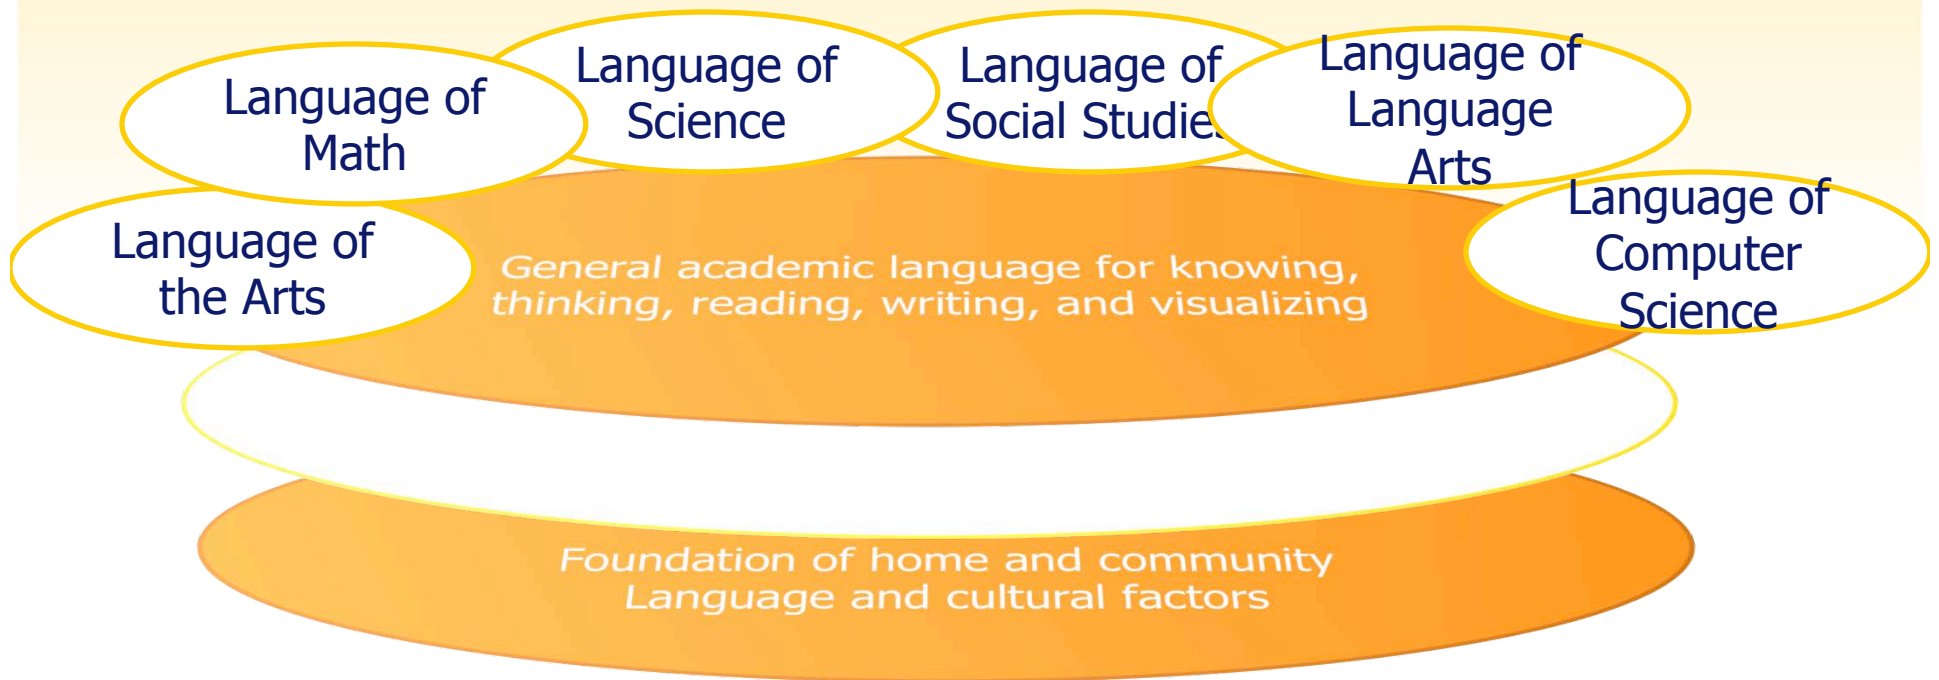 Language of
the Arts
Language of
Math
Language of
Science
Language of
Social Studies
Language of
Language
Arts
Language of
Computer
Science
General academic language for knowing,
thinking, reading, writing, and visualizing
Foundation of home and community
Language and cultural factors